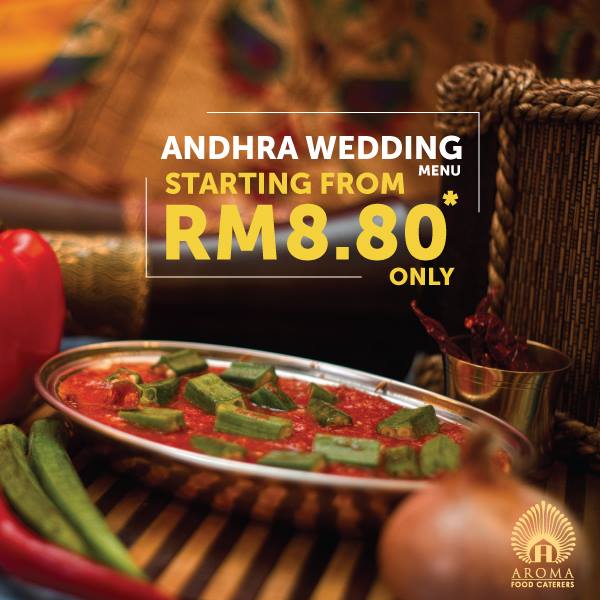 ANDHRA WEDDING
MENU
STARTING FROM
RM8.80*
ONLY
AROMA
FOOD CATERERS